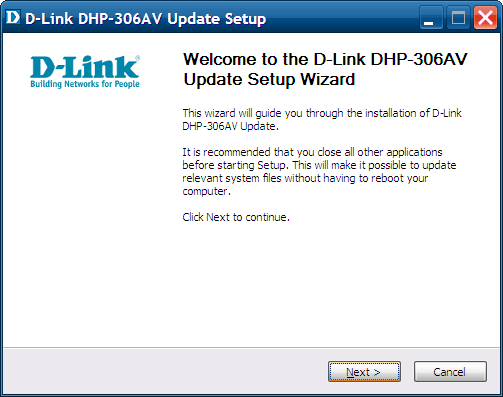 D-Link DHP-306AV Update Setup
D-Link
Building Networks for People
Welcome to the D-Link DHP-306AV
Update Setup Wizard
This wizard will guide you through the installation of D-Link
DHP-306AV Update.
It is recommended that you close all other applications
before starting Setup. This will make it possible to update
relevant system files without having to reboot your
computer.
Click Next to continue.
Next >
Cancel